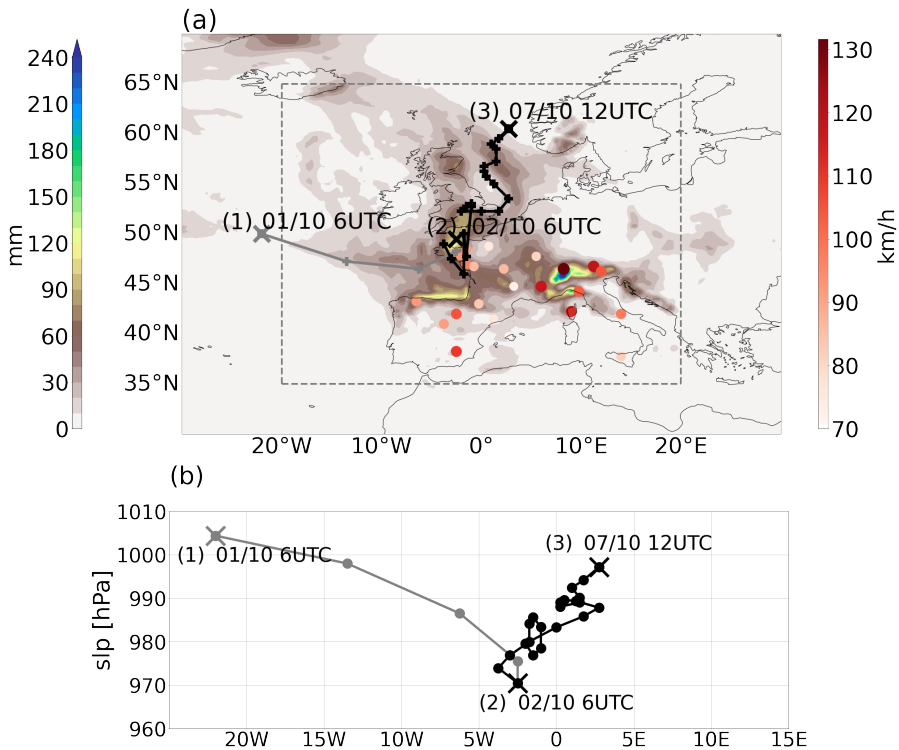 (a)
240
210
180
150
120
90
60
30
0
mm
65°N
60°N
55°N
50°N
45°N
40°N
35°N
(3) 07/10 12UTC
(1) 01/10 6UTC
(2) 02/10 6UTC
20°W 10°W 0° 10°E 20°E
130
120
110
100
90
80
70
km/h
(b)
1010
1000
990
980
970
960
slp [hPa]
(3) 07/10 12UTC
(1) 01/10 6UTC
(2) 02/10 6UTC
20W 15W 10W 5W 0 5E 10E 15E